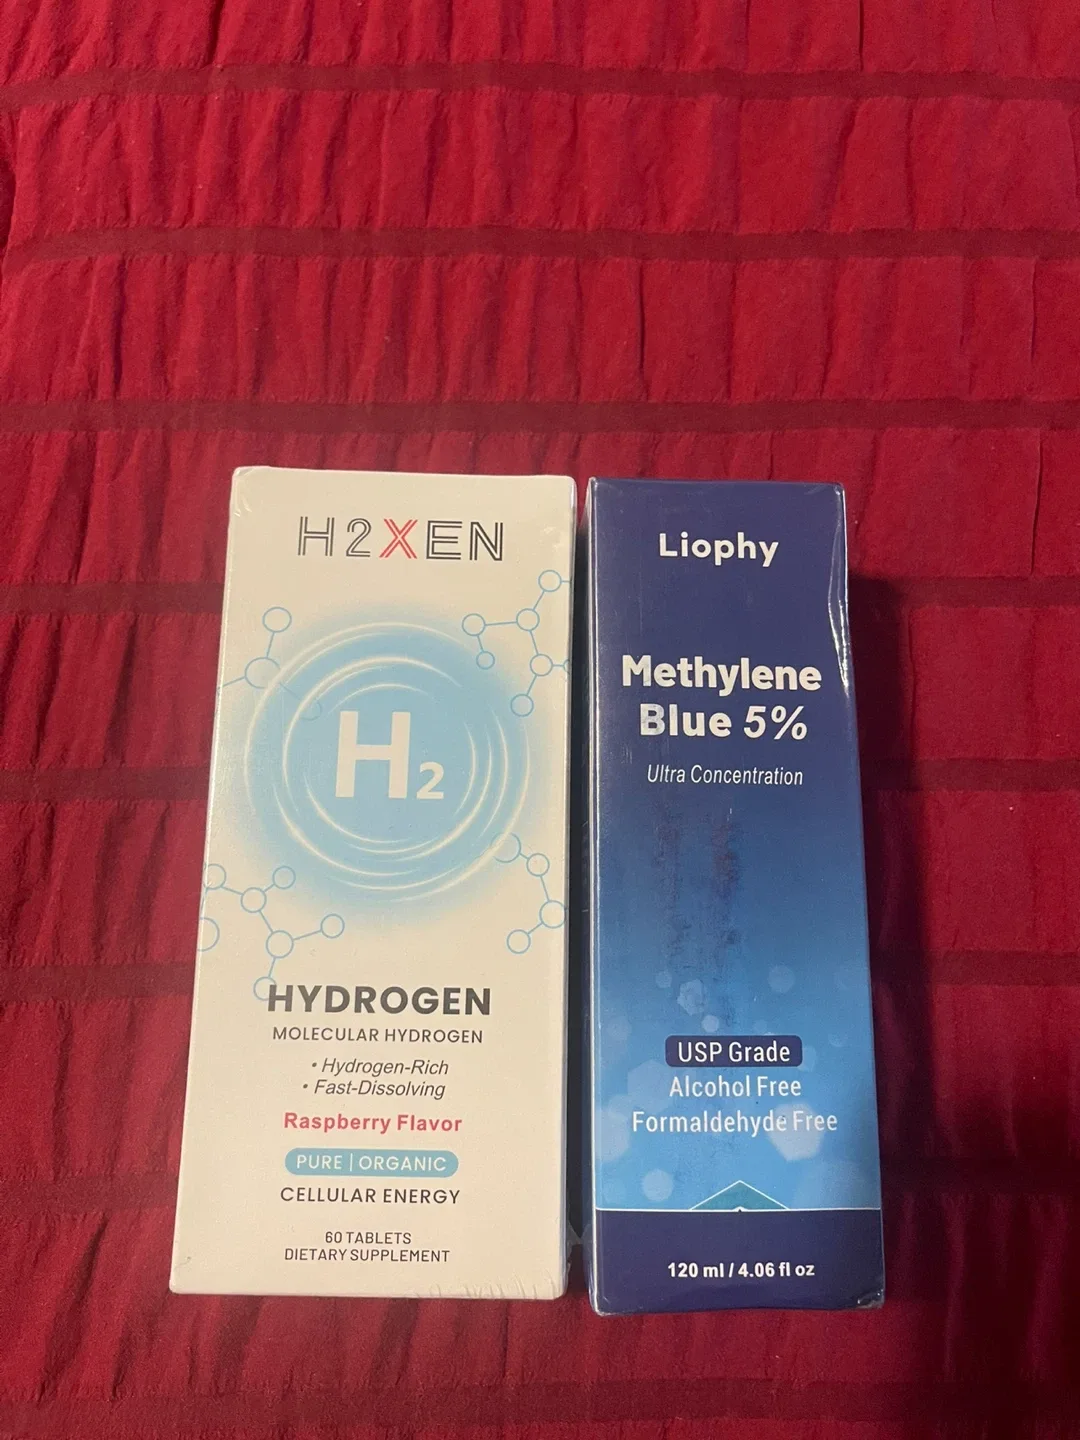 H2XEN
H2
HYDROGEN
MOLECULAR HYDROGEN
• Hydrogen-Rich
• Fast-Dissolving
Raspberry Flavor
PURE | ORGANIC
CELLULAR ENERGY
60 TABLETS
DIETARY SUPPLEMENT
Liophy
Methylene
Blue 5%
Ultra Concentration
USP Grade
Alcohol Free
Formaldehyde Free
120 ml / 4.06 fl oz